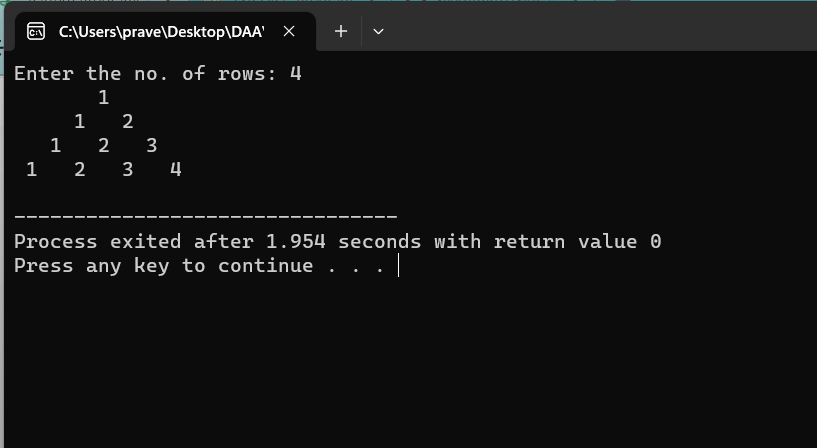 C:\Users\prave\Desktop\DAA\
Enter the no. of rows: 4
1
1 2
1 2 3
1 2 3 4
--------------------------------
Process exited after 1.954 seconds with return value 0
Press any key to continue . . .